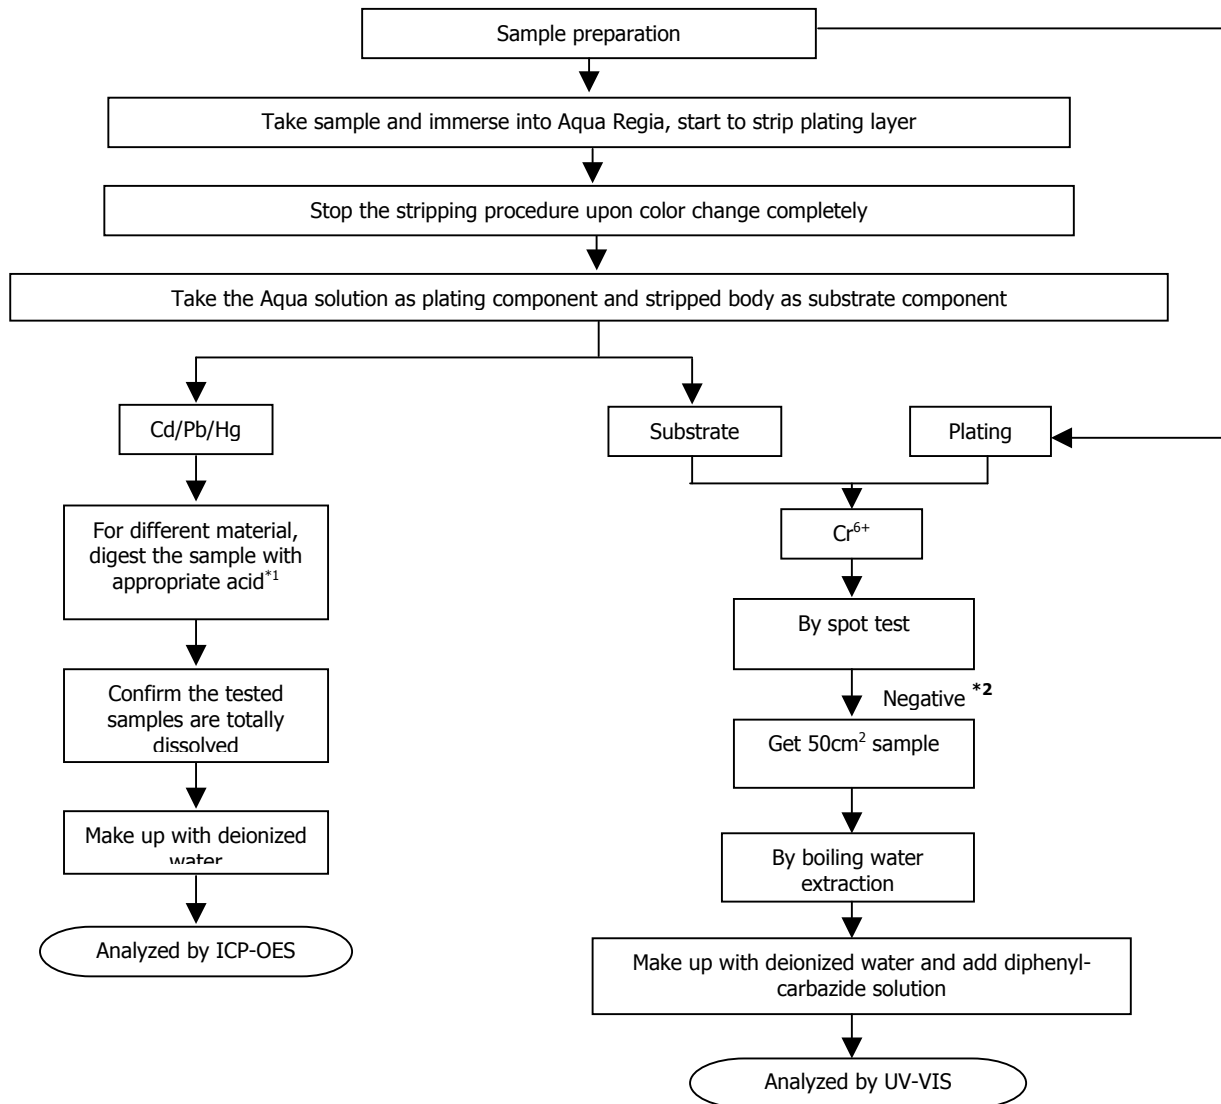 Sample preparation
Take sample and immerse into Aqua Regia, start to strip plating layer
Stop the stripping procedure upon color change completely
Take the Aqua solution as plating component and stripped body as substrate component
Cd/Pb/Hg
For different material,
digest the sample with
appropriate acid*1
Confirm the tested
samples are totally
dissolved
Make up with deionized
water
Analyzed by ICP-OES
Substrate
Plating
Cr6+
By spot test
Negative *2
Get 50cm2 sample
By boiling water
extraction
Make up with deionized water and add diphenyl-
carbazide solution
Analyzed by UV-VIS